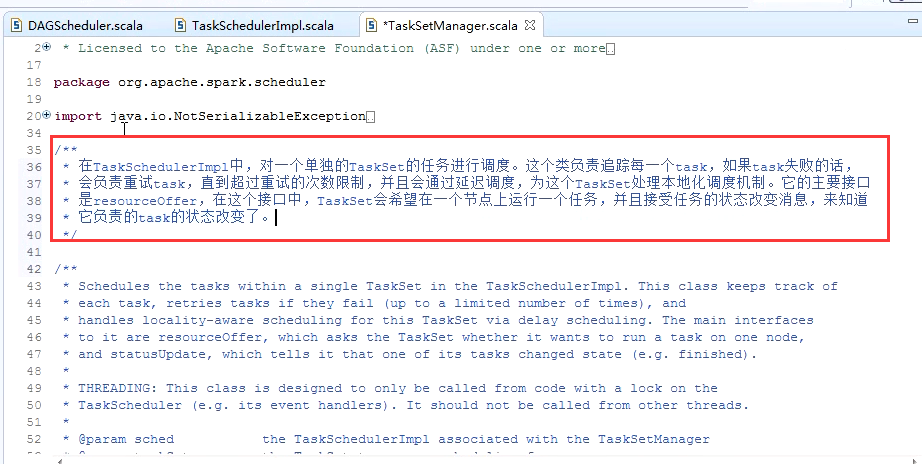 DAGScheduler.scala TaskSchedulerImpl.scala *TaskSetManager.scala
2 * Licensed to the Apache Software Foundation (ASF) under one or more
17
18 package org.apache.spark.scheduler
19
20 import java.io.NotSerializableException
34
35 /**
36 * 在TaskSchedulerImpl中，对一个单独的TaskSet的任务进行调度。这个类负责追踪每一个task，如果task失败的话，
37 * 会负责重试task，直到超过重试的次数限制，并且会通过延迟调度，为这个TaskSet处理本地化调度机制。它的主要接口
38 * 是resourceOffer，在这个接口中，TaskSet会希望在一个节点上运行一个任务，并且接受任务的状态改变消息，来知道
39 * 它负责的task的状态改变了。
40 */
41
42 /**
43 * Schedules the tasks within a single TaskSet in the TaskSchedulerImpl. This class keeps track of
44 * each task, retries tasks if they fail (up to a limited number of times), and
45 * handles locality-aware scheduling for this TaskSet via delay scheduling. The main interfaces
46 * to it are resourceOffer, which asks the TaskSet whether it wants to run a task on one node,
47 * and statusUpdate, which tells it that one of its tasks changed state (e.g. finished).
48 *
49 * THREADING: This class is designed to only be called from code with a lock on the
50 * TaskScheduler (e.g. its event handlers). It should not be called from other threads.
51 *
52 * @param sched the TaskSchedulerImpl associated with the TaskSetManager